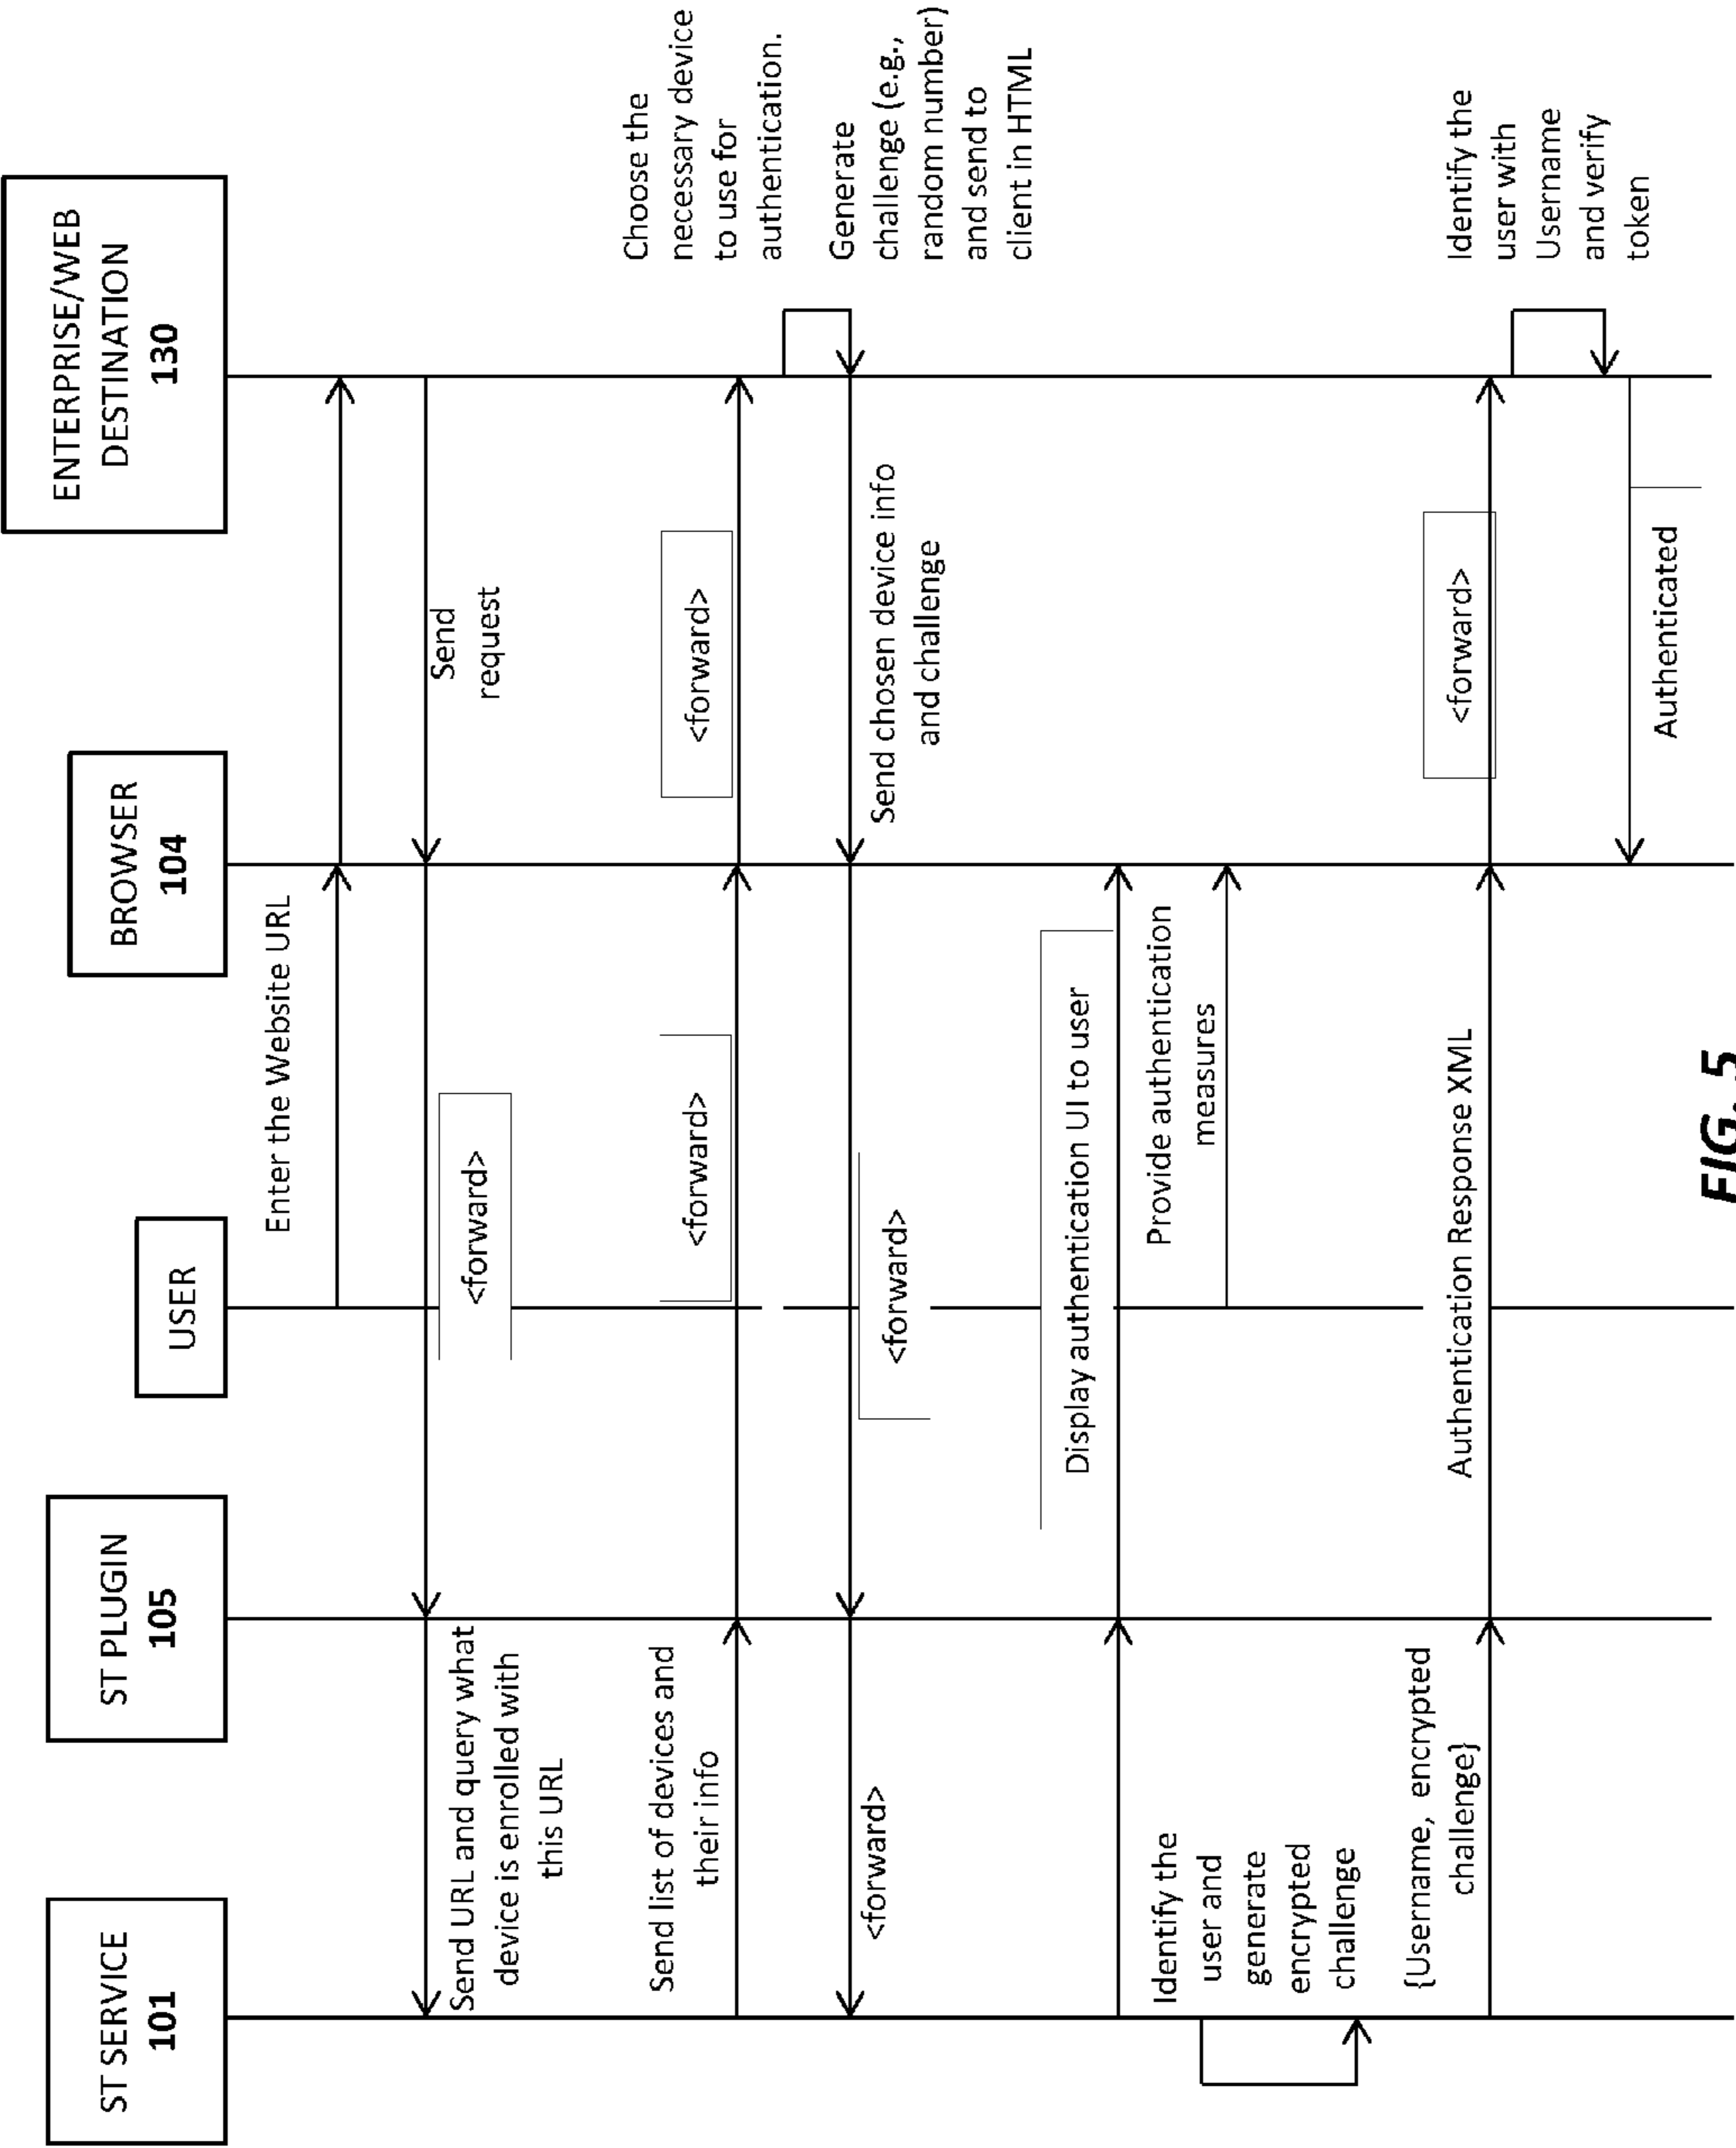 ST SERVICE
101
ST PLUGIN
105
USER
BROWSER
104
ENTERPRISE/WEB
DESTINATION
130
Enter the Website URL
Send
request
<forward>
Send URL and query what
device is enrolled with
this URL
Send list of devices and
their info
<forward>
<forward>
Choose the
necessary device
to use for
authentication.
Generate
challenge (e.g.,
random number)
and send to
client in HTML
Send chosen device info
and challenge
<forward>
<forward>
Display authentication UI to user
Provide authentication
measures
Identify the
user and
generate
encrypted
challenge
{Username, encrypted
challenge}
Authentication Response XML
<forward>
Identify the
user with
Username
and verify
token
Authenticated
FIG. 5